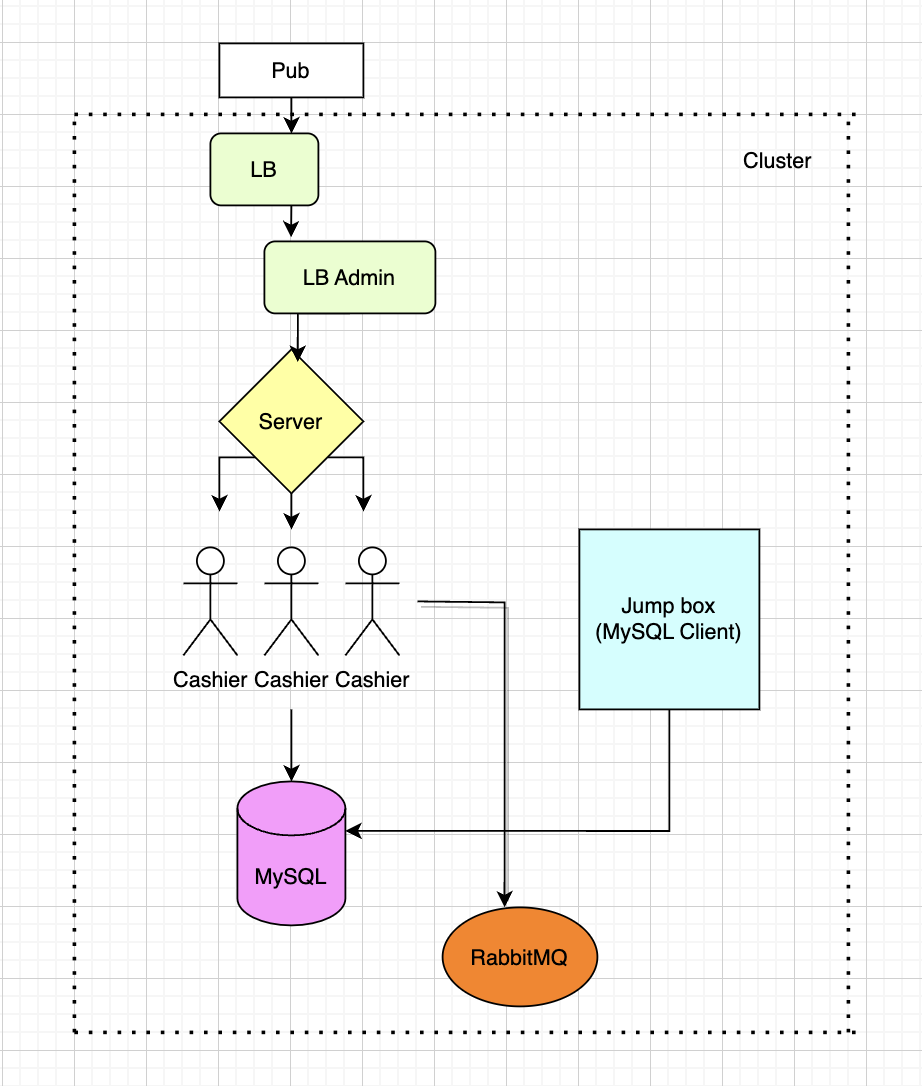 Pub
Cluster
LB
LB Admin
Server
Cashier Cashier Cashier
Jump box
(MySQL Client)
MySQL
RabbitMQ